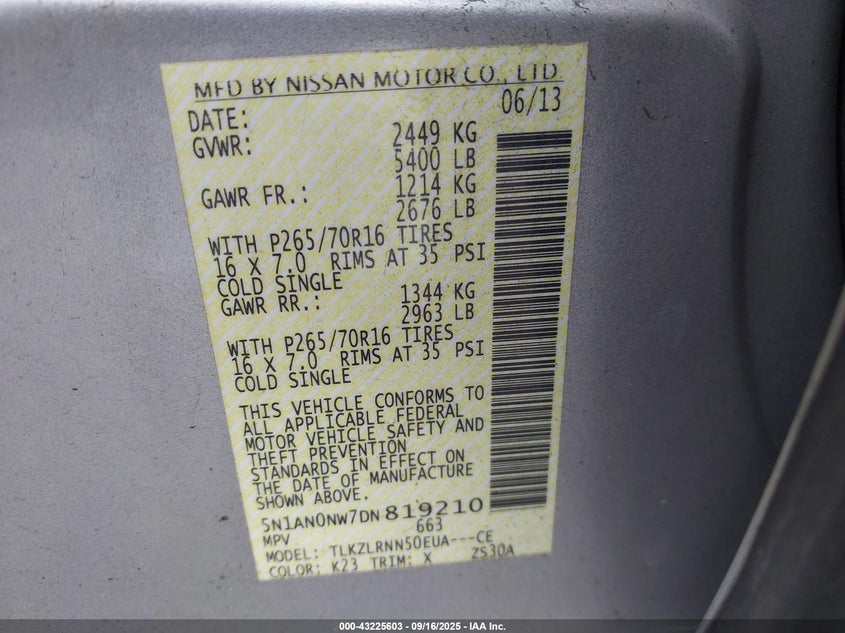 MFD BY NISSAN MOTOR CO., LTD
DATE: 06/13
GVWR: 2449 KG
5400 LB
GAWR FR.: 1214 KG
2676 LB
WITH P265/70R16 TIRES
16 X 7.0 RIMS AT 35 PSI
COLD SINGLE
GAWR RR.: 1344 KG
2963 LB
WITH P265/70R16 TIRES
16 X 7.0 RIMS AT 35 PSI
COLD SINGLE
THIS VEHICLE CONFORMS TO
ALL APPLICABLE FEDERAL
MOTOR VEHICLE SAFETY AND
THEFT PREVENTION
STANDARDS IN EFFECT ON
THE DATE OF MANUFACTURE
SHOWN ABOVE.
5N1AN0NW7DN819210
MPV 663
MODEL: TLKZLRNN50EUA---CE
COLOR: K23 TRIM: X ZS30A
000-43225603 - 09/16/2025 - IAA Inc.